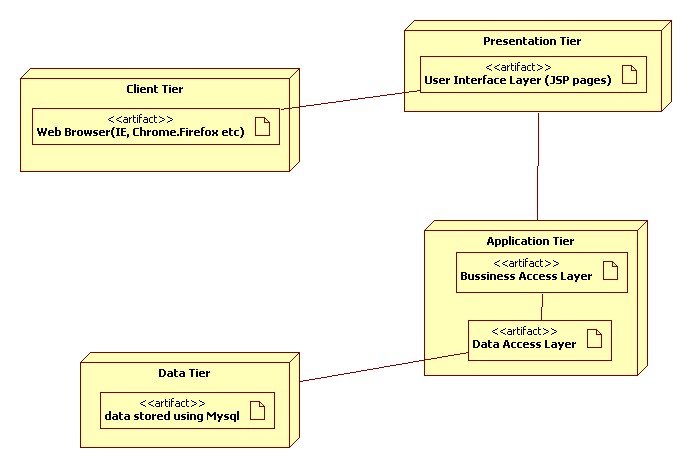 Presentation Tier
<<artifact>>
User Interface Layer (JSP pages)
Client Tier
<<artifact>>
Web Browser(IE, Chrome.Firefox etc)
Application Tier
<<artifact>>
Bussiness Access Layer
<<artifact>>
Data Access Layer
Data Tier
<<artifact>>
data stored using Mysql